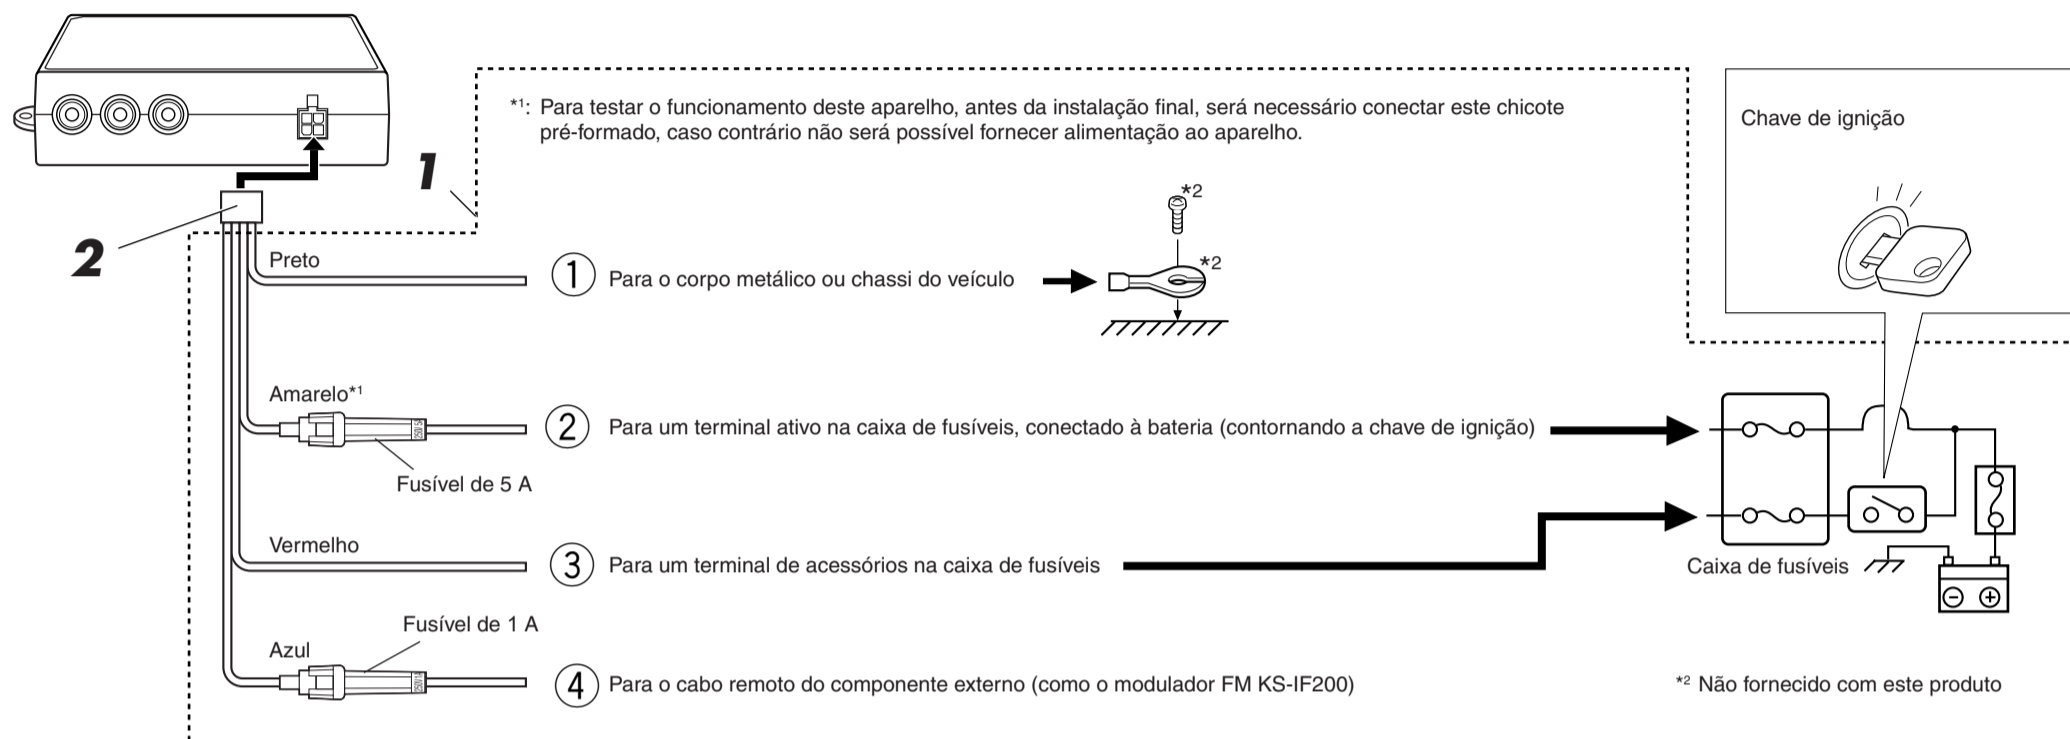 *1: Para testar o funcionamento deste aparelho, antes da instalação final, será necessário conectar este chicote
pré-formado, caso contrário não será possível fornecer alimentação ao aparelho.
Chave de ignição
1
2
*2
Preto
1 Para o corpo metálico ou chassi do veículo
*2
Amarelo*1
2 Para um terminal ativo na caixa de fusíveis, conectado à bateria (contornando a chave de ignição)
Fusível de 5 A
Vermelho
3 Para um terminal de acessórios na caixa de fusíveis
Caixa de fusíveis
Fusível de 1 A
Azul
4 Para o cabo remoto do componente externo (como o modulador FM KS-IF200)
*2 Não fornecido com este produto